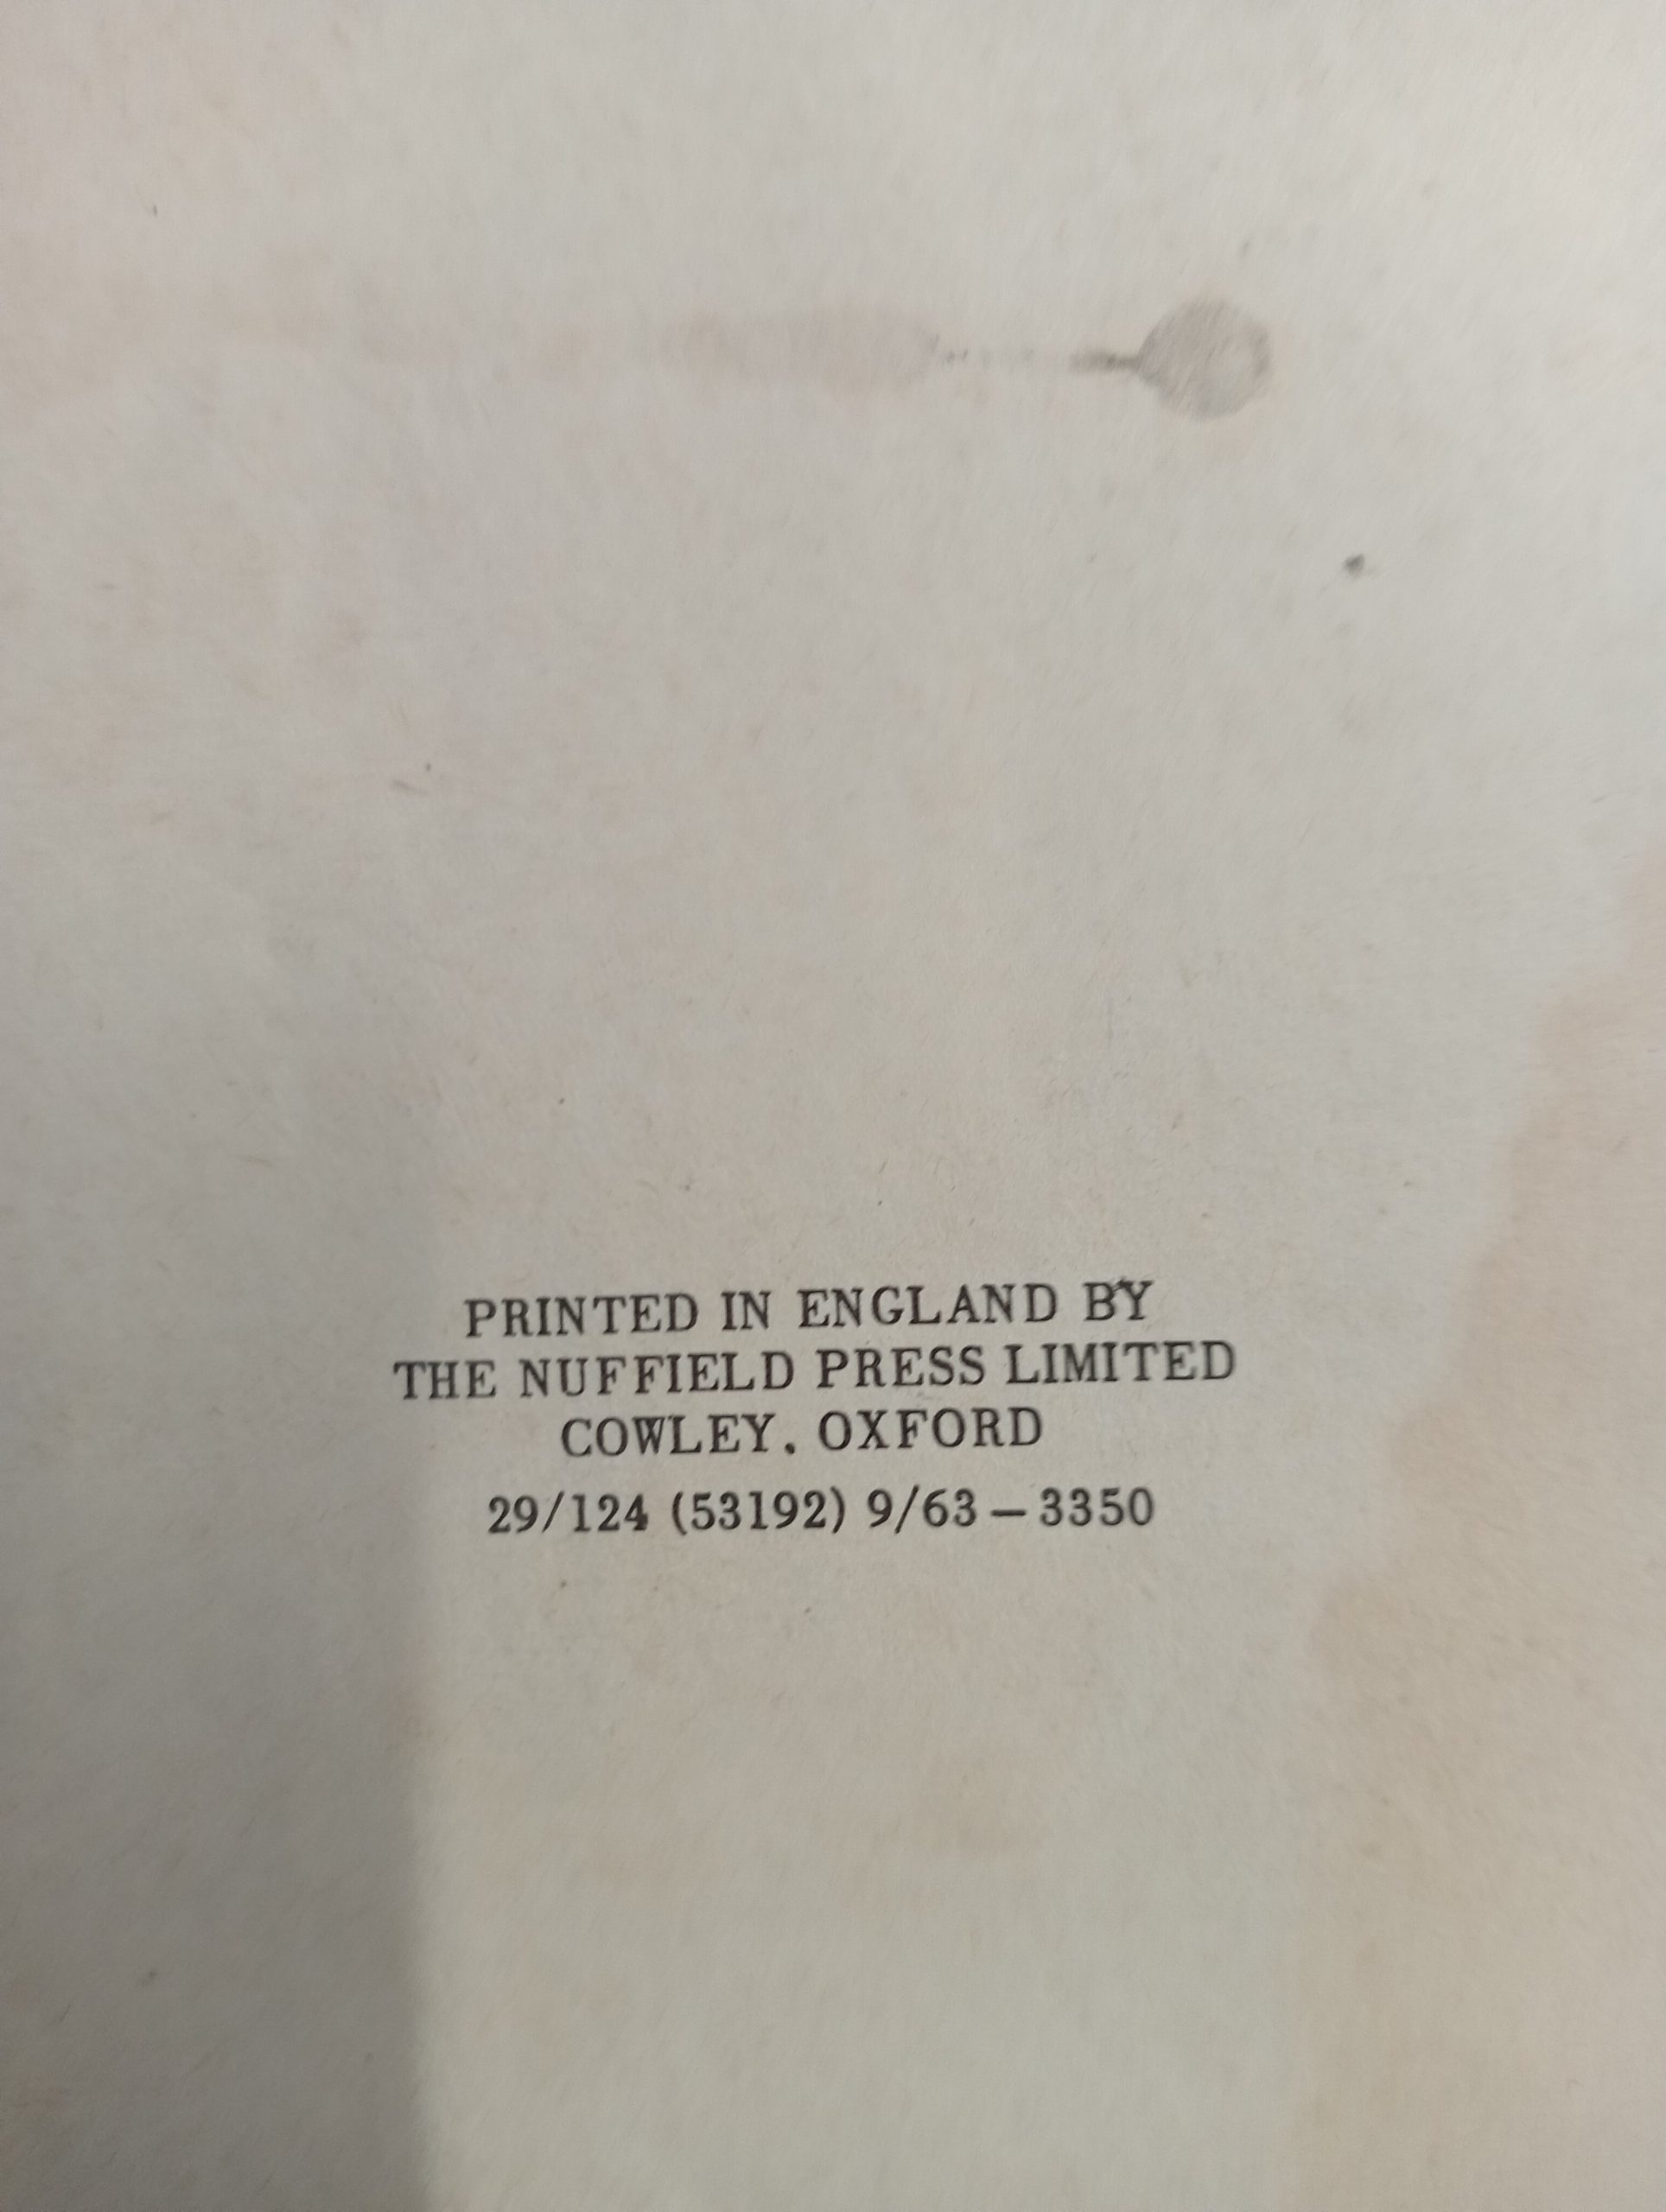 PRINTED IN ENGLAND BY
THE NUFFIELD PRESS LIMITED
COWLEY. OXFORD
29/124 (53192) 9/63 – 3350